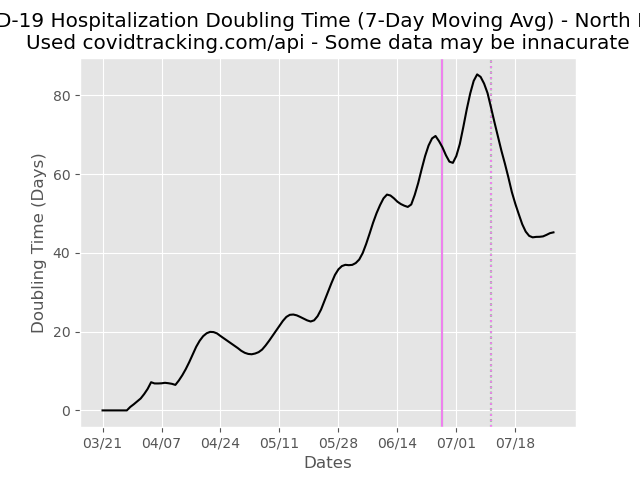 D-19 Hospitalization Doubling Time (7-Day Moving Avg) - North
Used covidtracking.com/api - Some data may be innacurate
Doubling Time (Days)
80
60
40
20
0
03/21 04/07 04/24 05/11 05/28 06/14 07/01 07/18
Dates